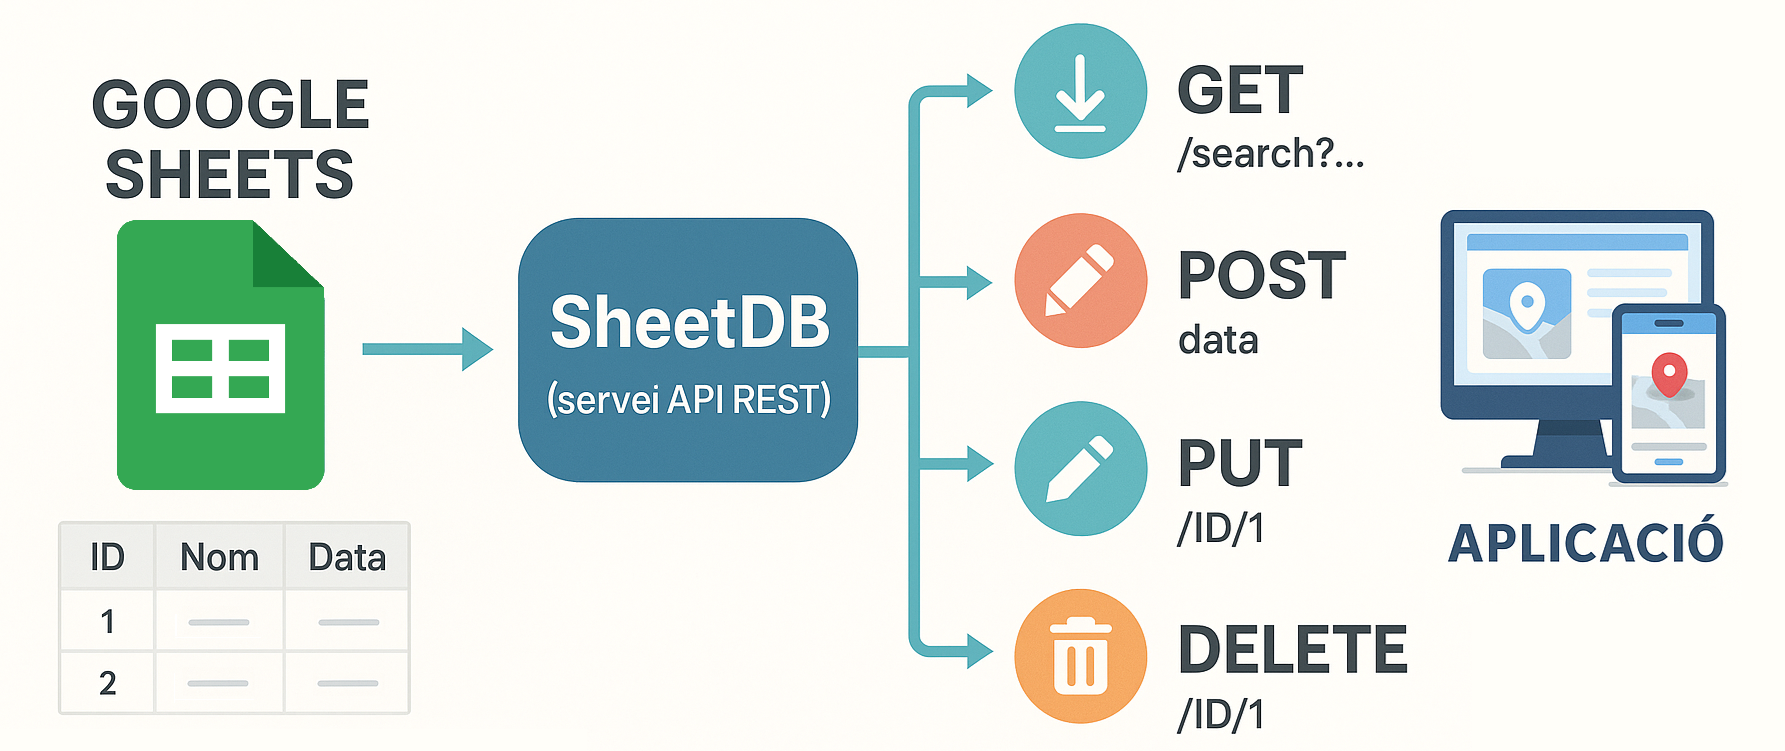 GOOGLE
SHEETS
ID Nom Data
1
2
SheetDB
(servei API REST)
GET
/search?...
POST
data
PUT
/ID/1
DELETE
/ID/1
APLICACIÓ